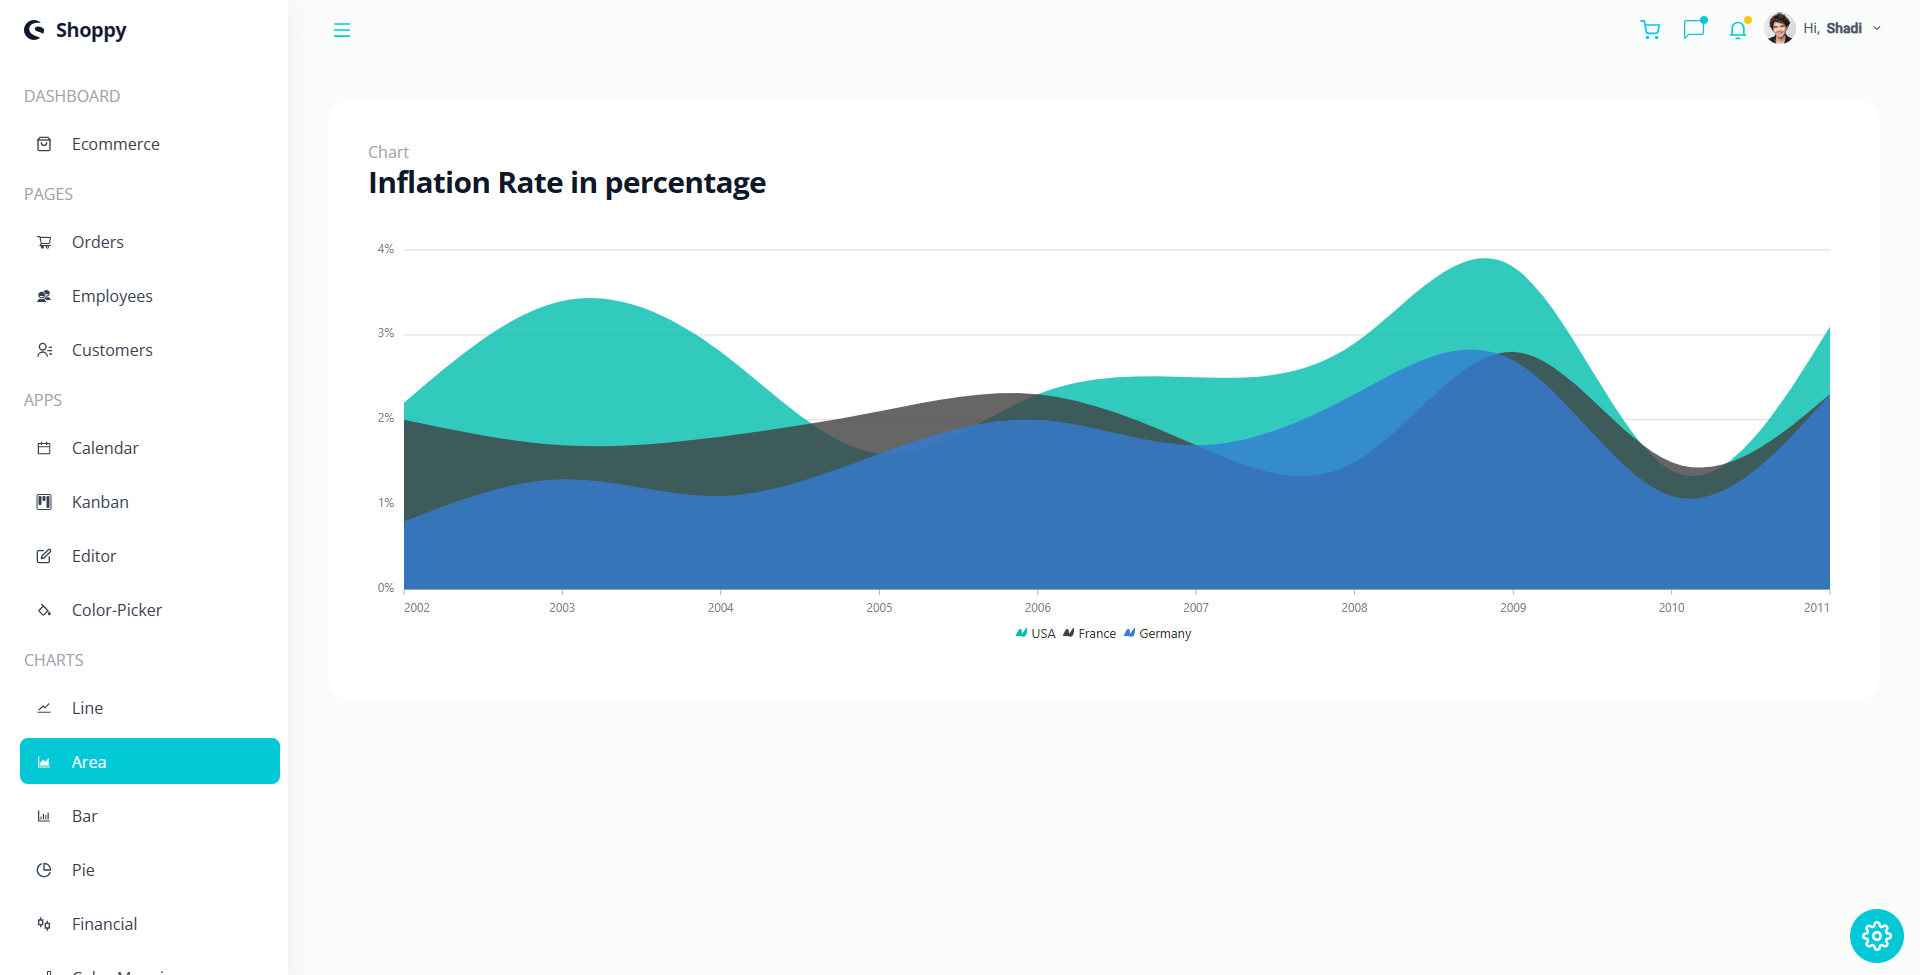 Shoppy
Hi, Shadi
DASHBOARD
Ecommerce
PAGES
Orders
Employees
Customers
APPS
Calendar
Kanban
Editor
Color-Picker
CHARTS
Line
Area
Bar
Pie
Financial
Chart
Inflation Rate in percentage
4%
3%
2%
1%
0%
2002 2003 2004 2005 2006 2007 2008 2009 2010 2011
USA France Germany